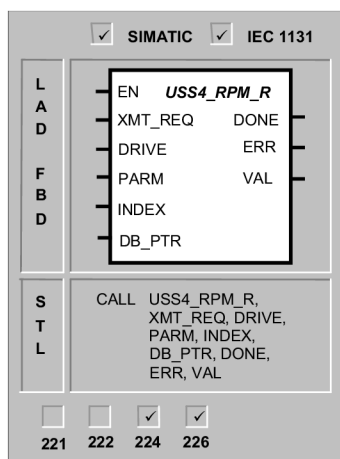 SIMATIC IEC 1131
L
A
D
F
B
D
EN USS4_RPM_R
XMT_REQ DONE
DRIVE ERR
PARM VAL
INDEX
DB_PTR
S
T
L
CALL USS4_RPM_R,
XMT_REQ, DRIVE,
PARM, INDEX,
DB_PTR, DONE,
ERR, VAL
221 222 224 226